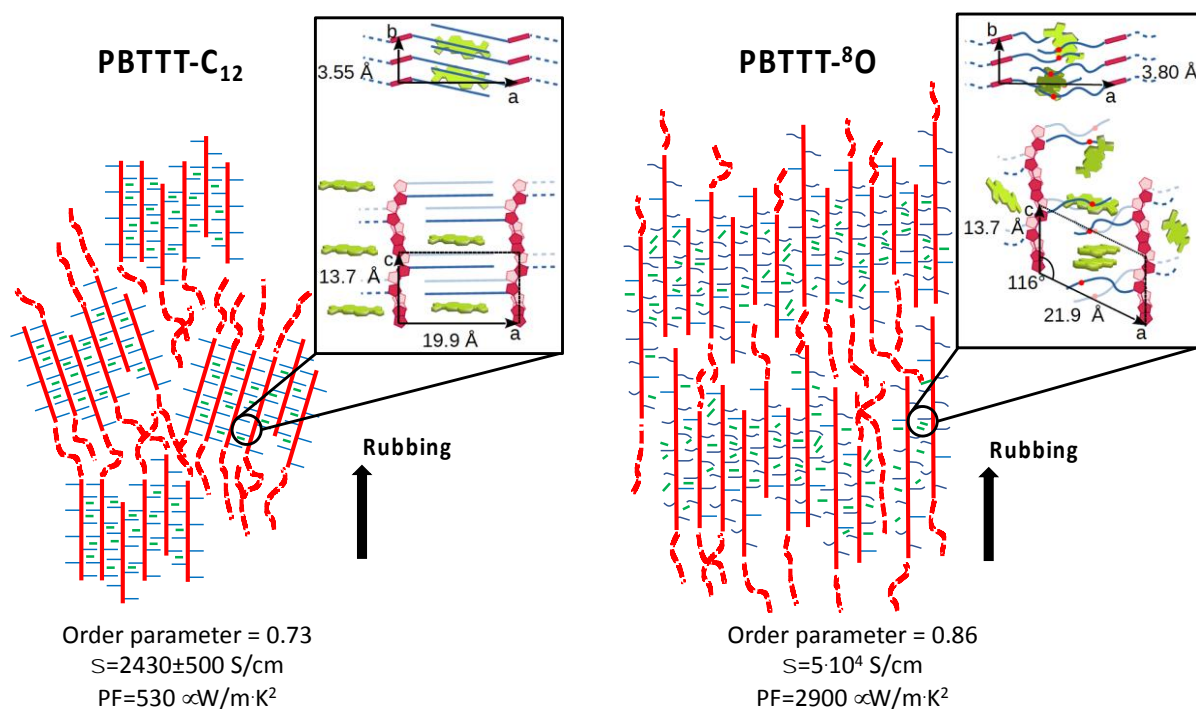 PBTTT-C₁₂
b
3.55 Å
a
c
13.7 Å
a
19.9 Å
Rubbing
Order parameter = 0.73
S=2430±500 S/cm
PF=530 ∝W/m·K²
PBTTT-⁸O
b
3.80 Å
a
c
13.7 Å
116°
21.9 Å
a
Rubbing
Order parameter = 0.86
S=5·10⁴ S/cm
PF=2900 ∝W/m·K²